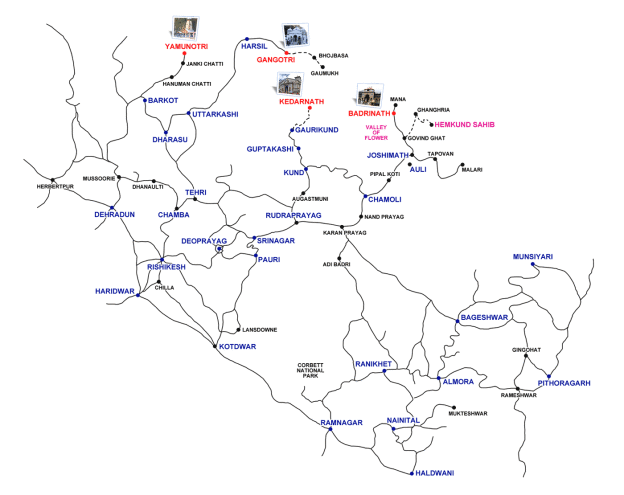 YAMUNOTRI
HARSIL
GANGOTRI
BHOJBASA
GAUMUKH
JANKI CHATTI
HANUMAN CHATTI
BARKOT
UTTARKASHI
DHARASU
KEDARNATH
BADRINATH
MANA
GHANGHRIA
HEMKUND SAHIB
VALLEY
OF
FLOWER
GOVIND GHAT
GAURIKUND
GUPTAKASHI
JOSHIMATH
TAPOVAN
AULI
MALARI
KUND
PIPAL KOTI
MUSSOORIE
HERBERTPUR
DHANAULTI
TEHRI
AUGASTMUNI
CHAMOLI
DEHRADUN
CHAMBA
RUDRAPRAYAG
NAND PRAYAG
KARAN PRAYAG
DEOPRAYAG
SRINAGAR
PAURI
ADI BADRI
MUNSIYARI
RISHIKESH
HARIDWAR
CHILLA
LANSDOWNE
BAGESHWAR
KOTDWAR
GINGOHAT
CORBETT
NATIONAL
PARK
RANIKHET
ALMORA
PITHORAGARH
RAMESHWAR
MUKTESHWAR
RAMNAGAR
NAINITAL
HALDWANI